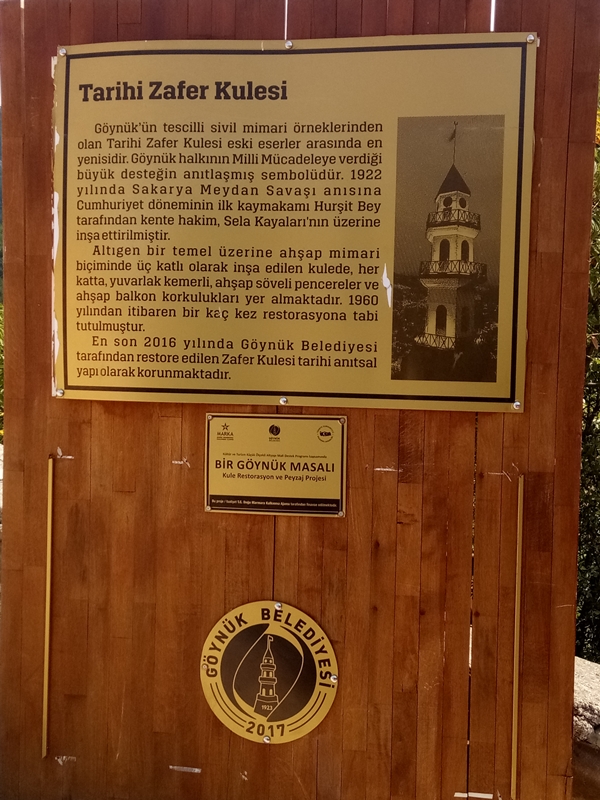 Tarihi Zafer Kulesi
Göynük'ün tescilli sivil mimari örneklerinden
olan Tarihi Zafer Kulesi eski eserler arasında en
yenisidir. Göynük halkının Milli Mücadeleye verdiği
büyük desteğin anıtlaşmış sembolüdür. 1922
yılında Sakarya Meydan Savaşı anısına
Cumhuriyet döneminin ilk kaymakamı Hurşit Bey
tarafından kente hakim, Sela Kayaları'nın üzerine
inşa ettirilmiştir.
Altıgen bir temel üzerine ahşap mimari
biçiminde üç katlı olarak inşa edilen kulede, her
katta, yuvarlak kemerli, ahşap söveli pencereler ve
ahşap balkon korkulukları yer almaktadır. 1960
yılından itibaren bir kaç kez restorasyona tabi
tutulmuştur.
En son 2016 yılında Göynük Belediyesi
tarafından restore edilen Zafer Kulesi tarihi anıtsal
yapı olarak korunmaktadır.
MARKA
BİR GÖYNÜK MASALI
Kule Restorasyon ve Peyzaj Projesi
GÖYNÜK BELEDİYESİ
1923
2017